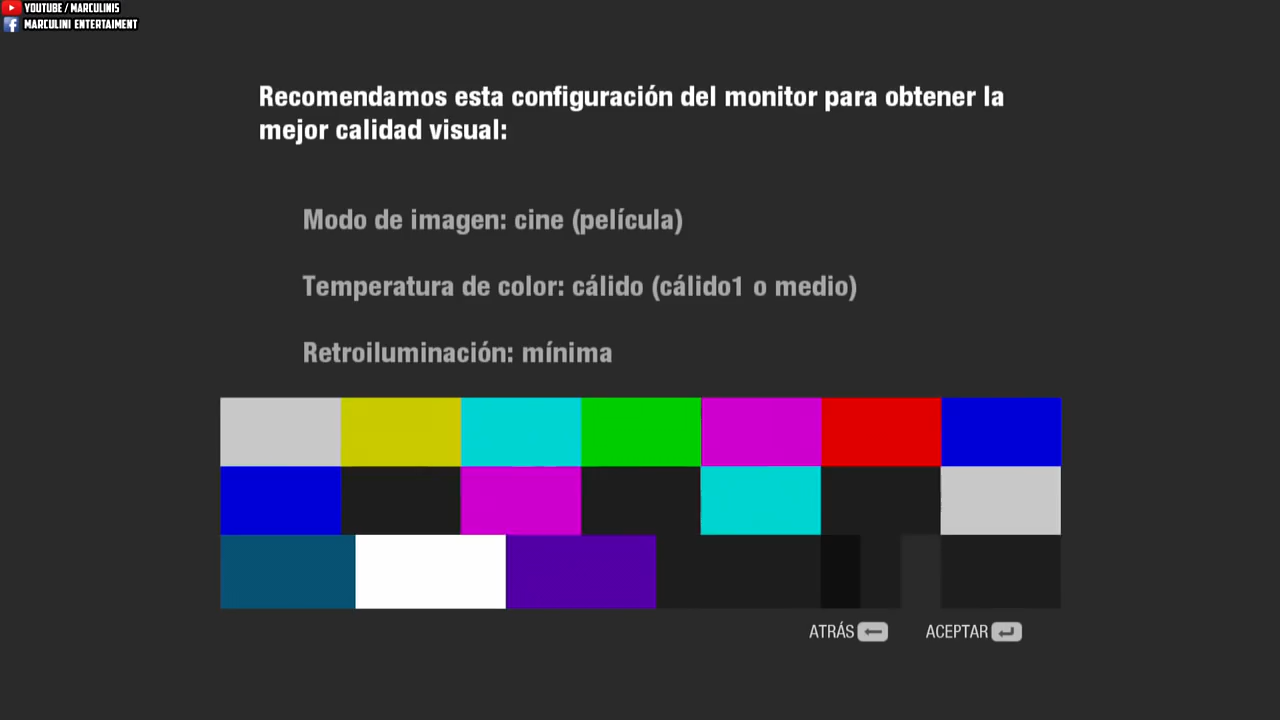 YOUTUBE / MARCULINIS
MARCULINI ENTERTAIMENT
Recomendamos esta configuración del monitor para obtener la
mejor calidad visual:
Modo de imagen: cine (película)
Temperatura de color: cálido (cálido1 o medio)
Retroiluminación: mínima
ATRÁS ACEPTAR